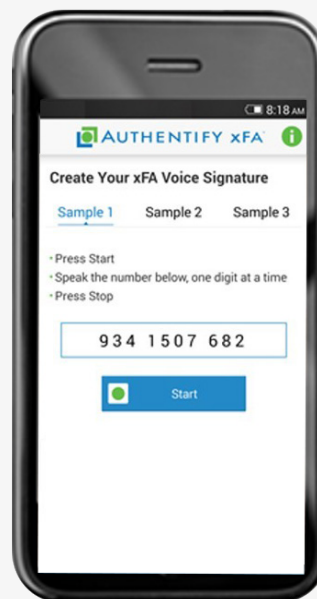 8:18 AM
AUTHENTIFY xFA
i
Create Your xFA Voice Signature
Sample 1 Sample 2 Sample 3
• Press Start
• Speak the number below, one digit at a time
• Press Stop
934 1507 682
Start